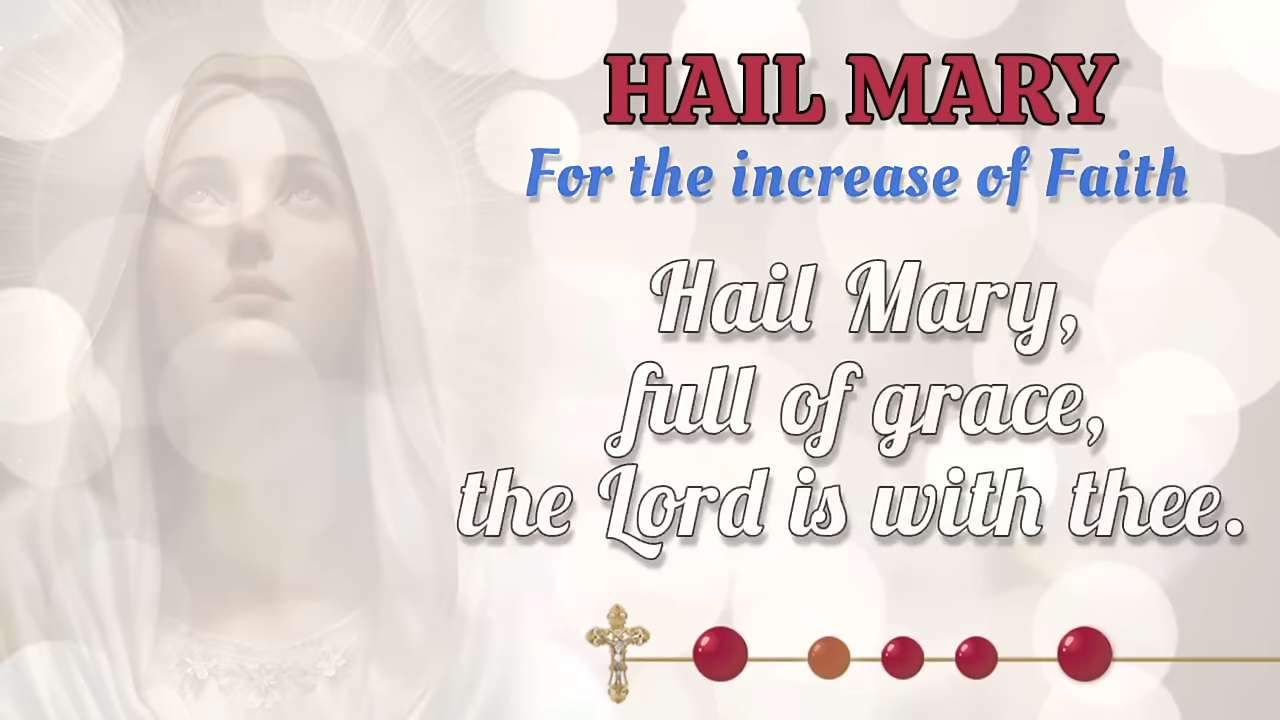 HAIL MARY
For the increase of Faith
Hail Mary,
full of grace,
the Lord is with thee.